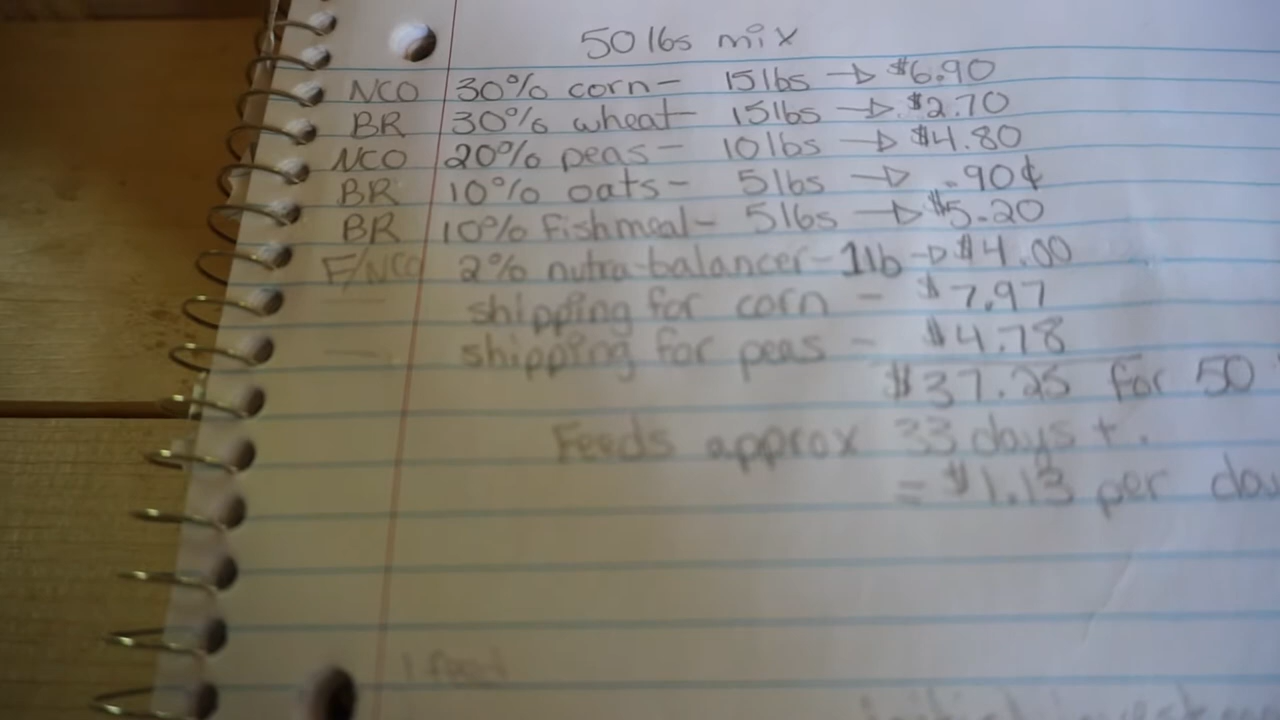 50 lbs mix
NCO 30% corn - 15lbs → $6.90
BR 30% wheat - 15lbs → $2.70
NCO 20% peas - 10lbs → $4.80
BR 10% oats - 5lbs → .90¢
BR 10% Fishmeal - 5lbs → $5.20
F/NCO 2% nutra-balancer - 1lb → $4.00
shipping for corn - $7.97
shipping for peas - $4.78
$37.25 for 50
Feeds approx 33 days +.
= $1.13 per day